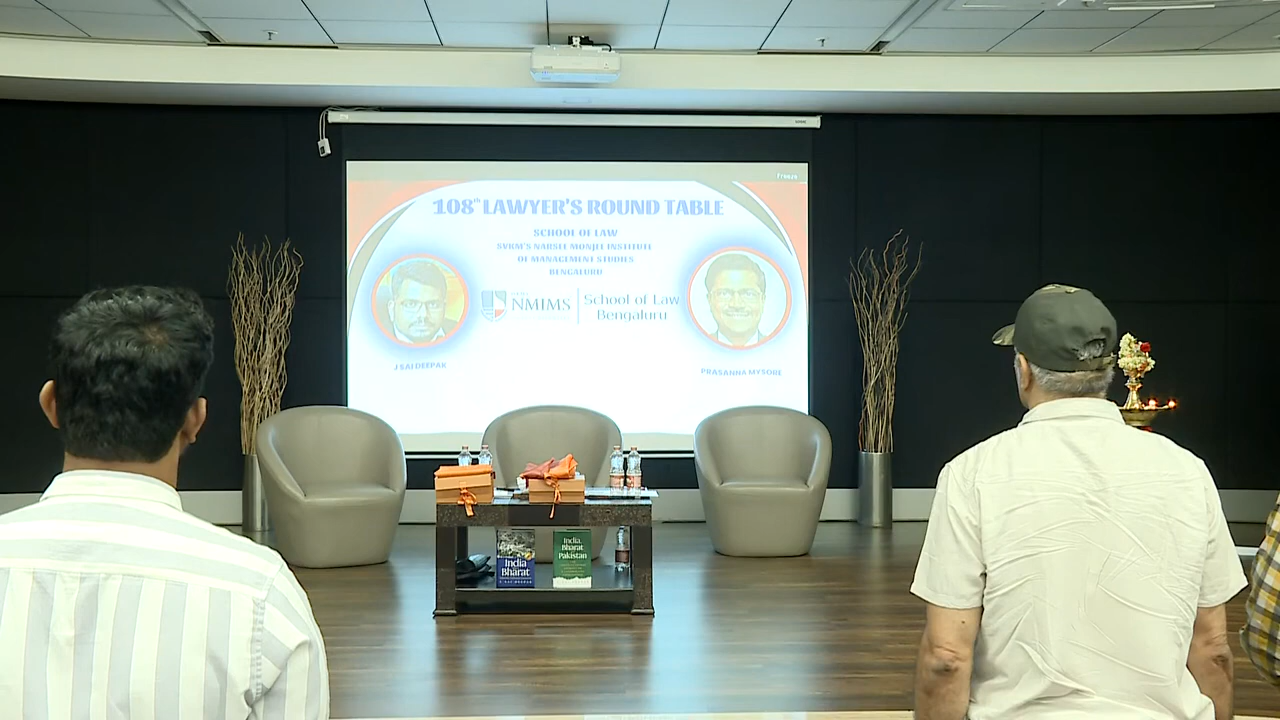 Freeze
108th LAWYER'S ROUND TABLE
SCHOOL OF LAW
SVKM'S NARSEE MONJEE INSTITUTE
OF MANAGEMENT STUDIES
BENGALURU
NMIMS
School of Law
Bengaluru
J SAI DEEPAK
PRASANNA MYSORE
India
Bharat
India,
Bharat
Pakistan